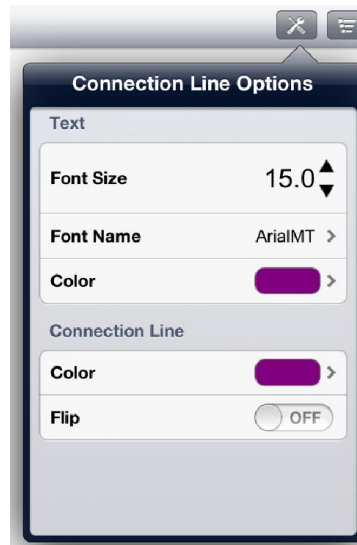 Connection Line Options
Text
Font Size 15.0
Font Name ArialMT >
Color >
Connection Line
Color >
Flip OFF